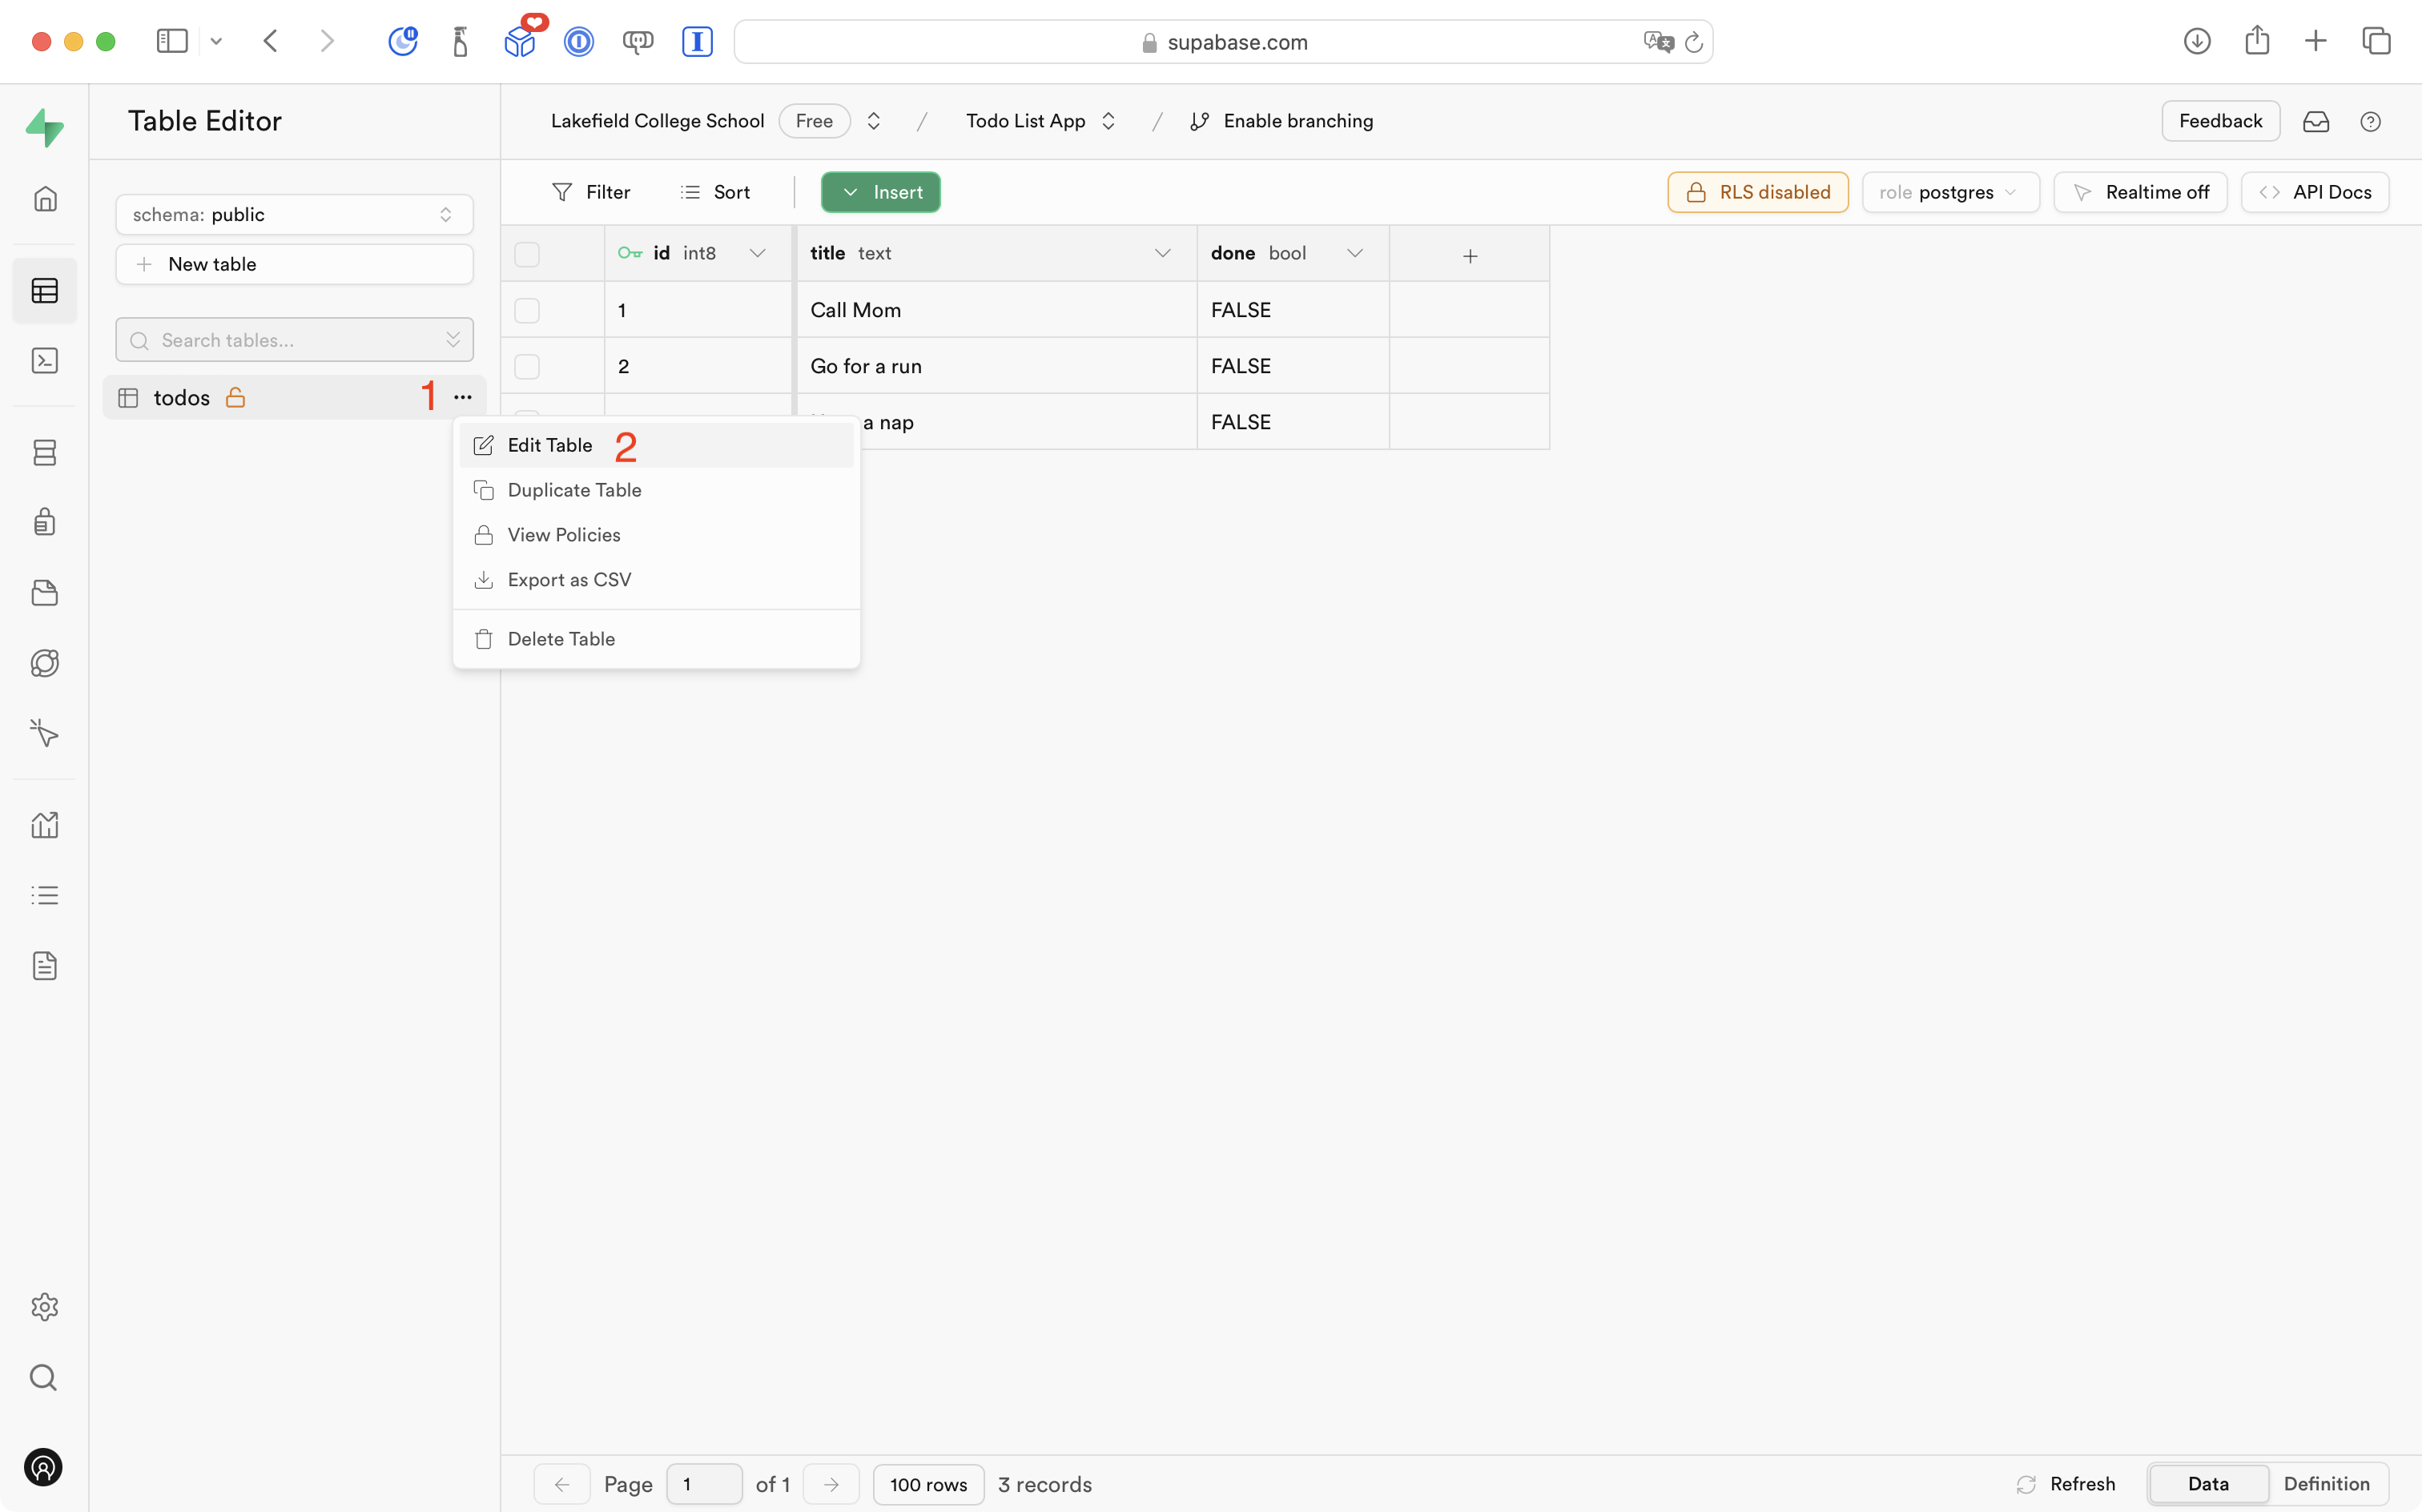 supabase.com
Table Editor
Lakefield College School Free / Todo List App / Enable branching
Feedback
schema: public
New table
Search tables...
todos 1
Filter Sort Insert
RLS disabled role postgres Realtime off API Docs
id int8 title text done bool
1 Call Mom FALSE
2 Go for a run FALSE
a nap FALSE
Edit Table 2
Duplicate Table
View Policies
Export as CSV
Delete Table
Page 1 of 1 100 rows 3 records
Refresh Data Definition